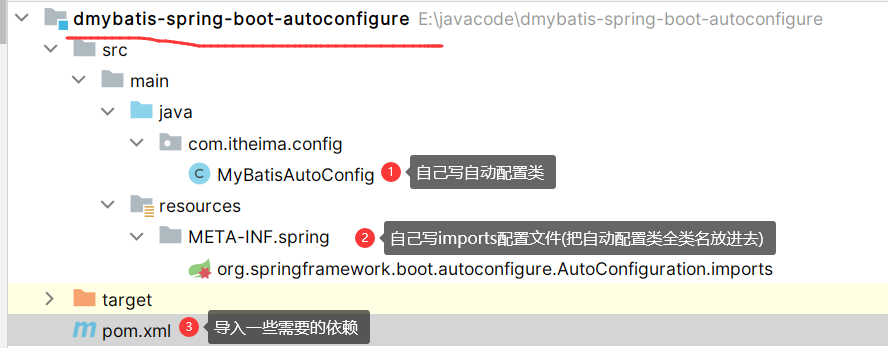 dmybatis-spring-boot-autoconfigure E:\javacode\dmybatis-spring-boot-autoconfigure
src
main
java
com.itheima.config
C MyBatisAutoConfig 1 自己写自动配置类
resources
META-INF.spring 2 自己写imports配置文件(把自动配置类全类名放进去)
org.springframework.boot.autoconfigure.AutoConfiguration.imports
target
m pom.xml 3 导入一些需要的依赖